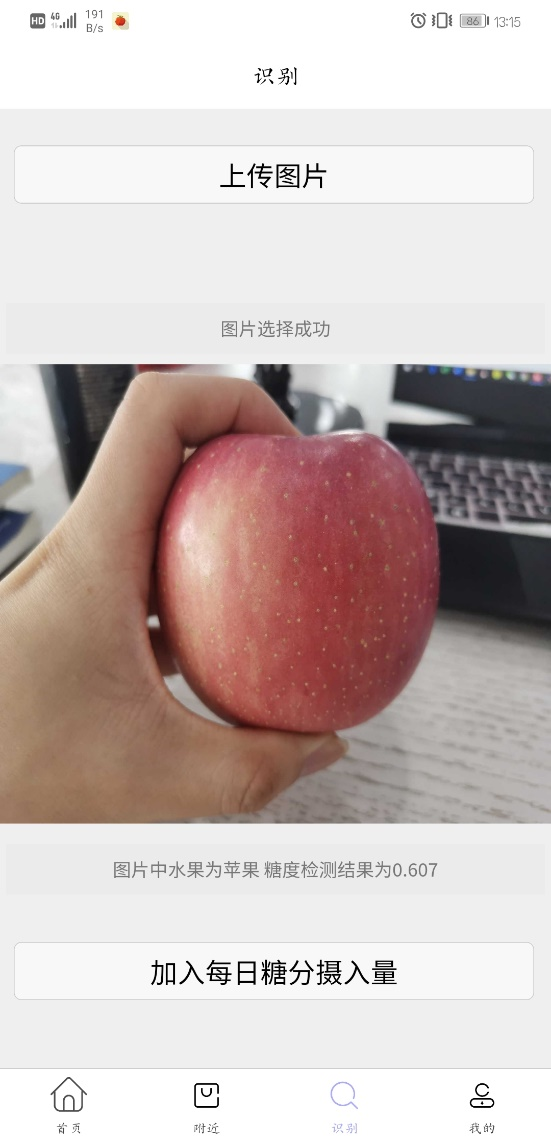 HD 4G 191 B/s 86 13:15
识别
上传图片
图片选择成功
图片中水果为苹果 糖度检测结果为0.607
加入每日糖分摄入量
首页 附近 识别 我的